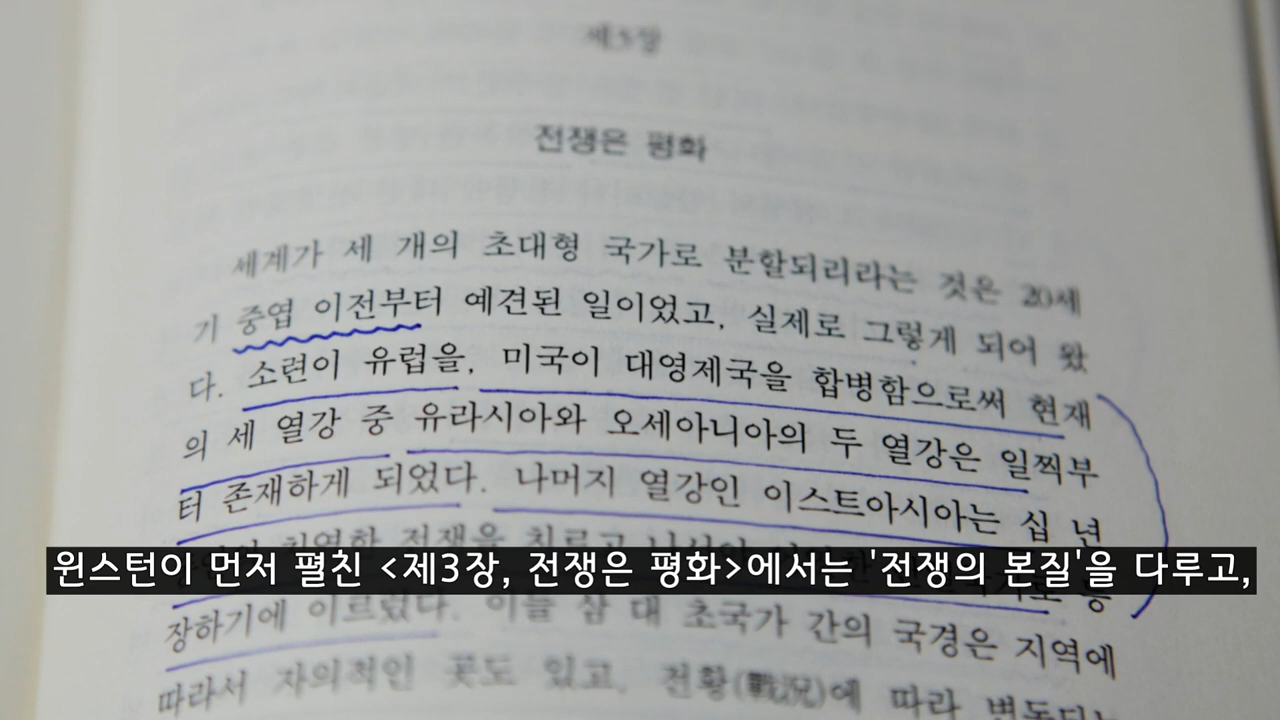 제3장
전쟁은 평화
세계가 세 개의 초대형 국가로 분할되리라는 것은 20세
기 중엽 이전부터 예견된 일이었고, 실제로 그렇게 되어 왔
다. 소련이 유럽을, 미국이 대영제국을 합병함으로써 현재
의 세 열강 중 유라시아와 오세아니아의 두 열강은 일찍부
터 존재하게 되었다. 나머지 열강인 이스트아시아는 십 년
전쟁을 치르고
윈스턴이 먼저 펼친 <제3장, 전쟁은 평화>에서는 '전쟁의 본질'을 다루고,
장하기에 이르렀다. 이들 삼 대 초국가 간의 국경은 지역에
따라서 자의적인 곳도 있고, 전황(戰況)에 따라